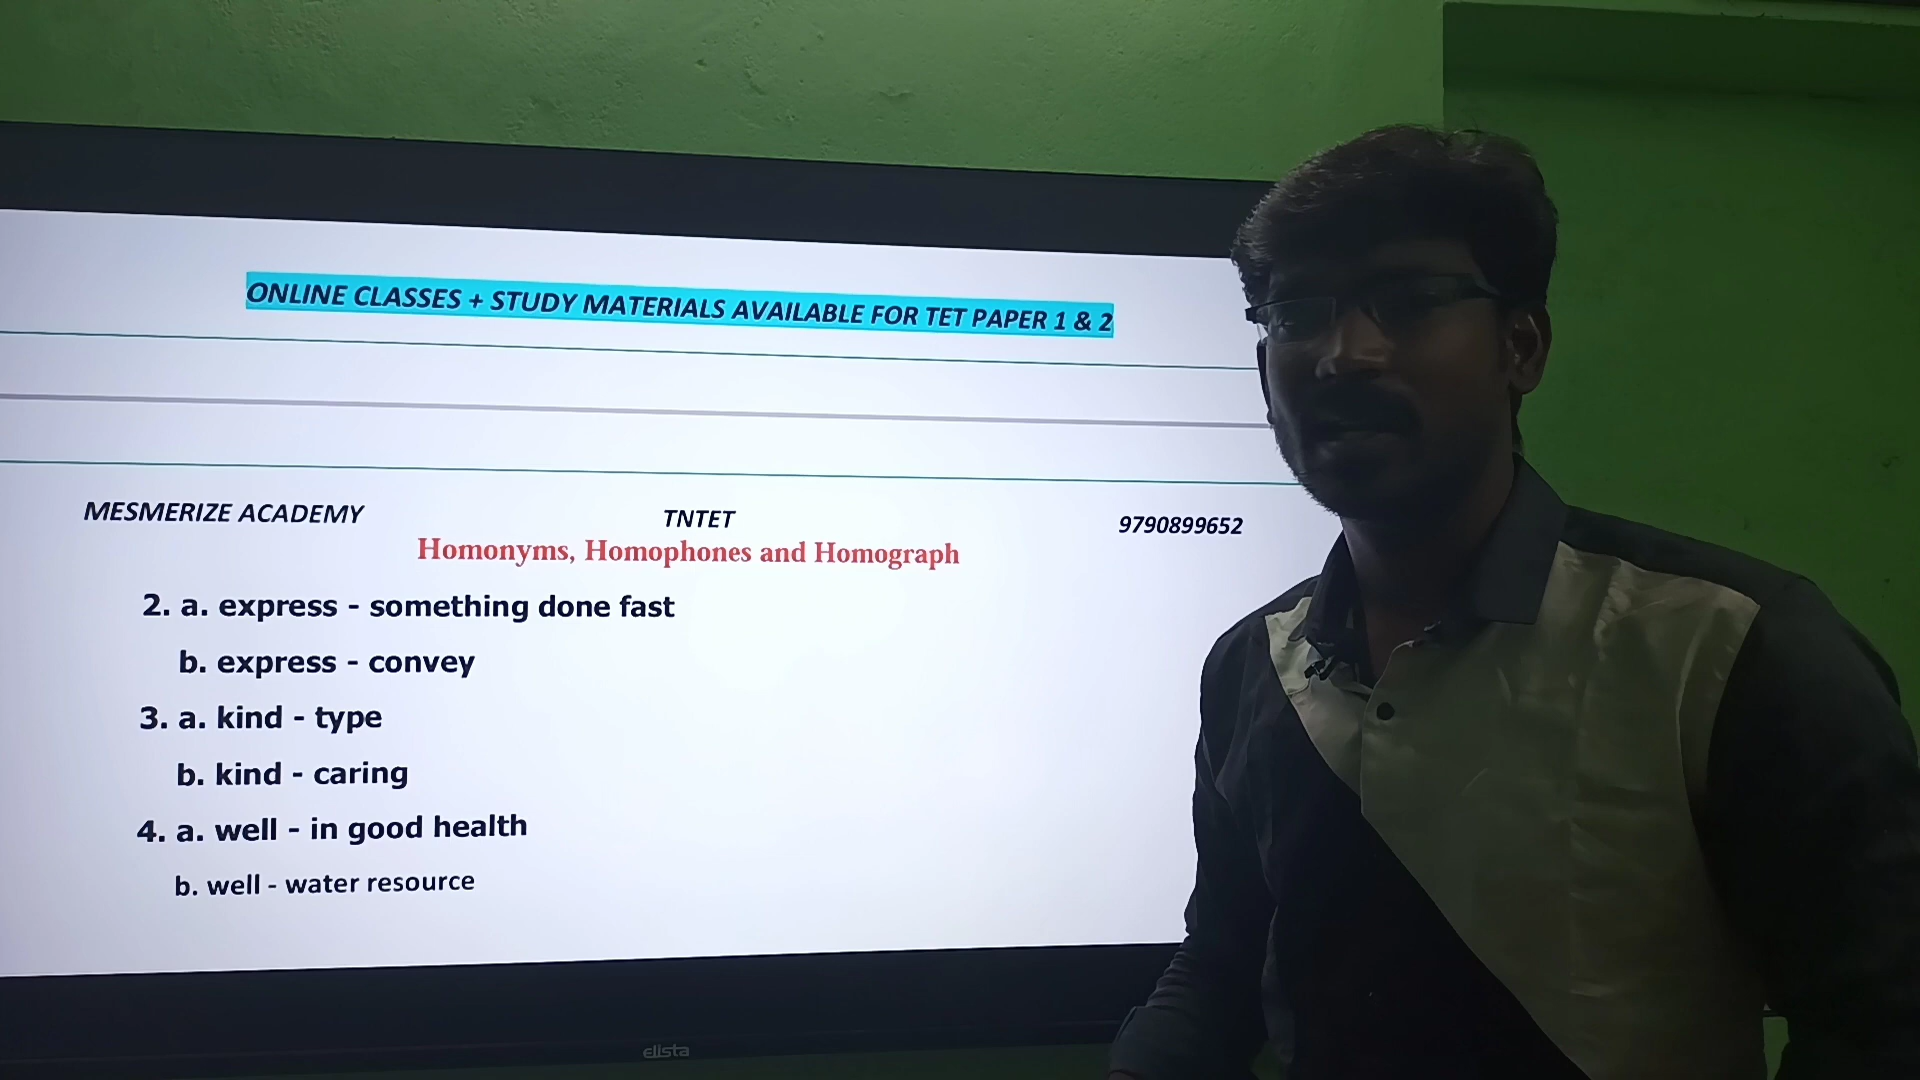 ONLINE CLASSES + STUDY MATERIALS AVAILABLE FOR TET PAPER 1 & 2
MESMERIZE ACADEMY TNTET 9790899652
Homonyms, Homophones and Homograph
2. a. express - something done fast
b. express - convey
3. a. kind - type
b. kind - caring
4. a. well - in good health
b. well - water resource
elista